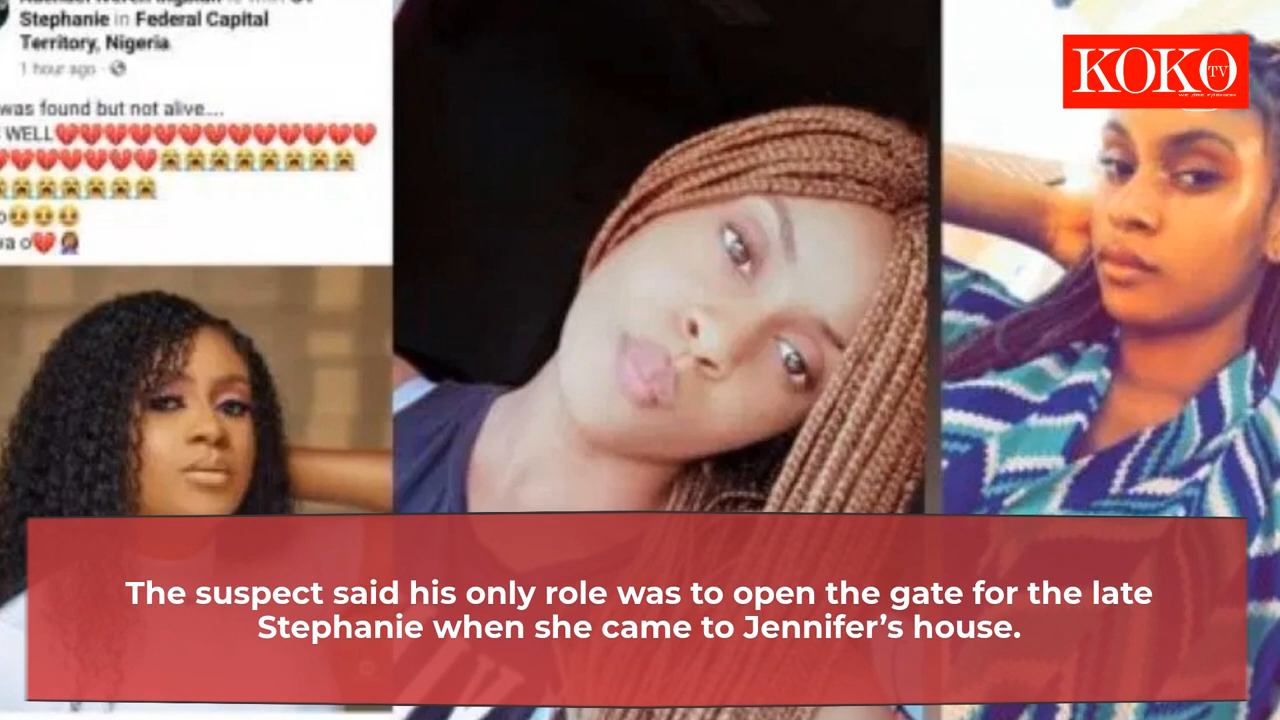 Stephanie in Federal Capital
Territory, Nigeria
1 hour ago
was found but not alive....
WELL
KOKO
TV
The suspect said his only role was to open the gate for the late
Stephanie when she came to Jennifer's house.